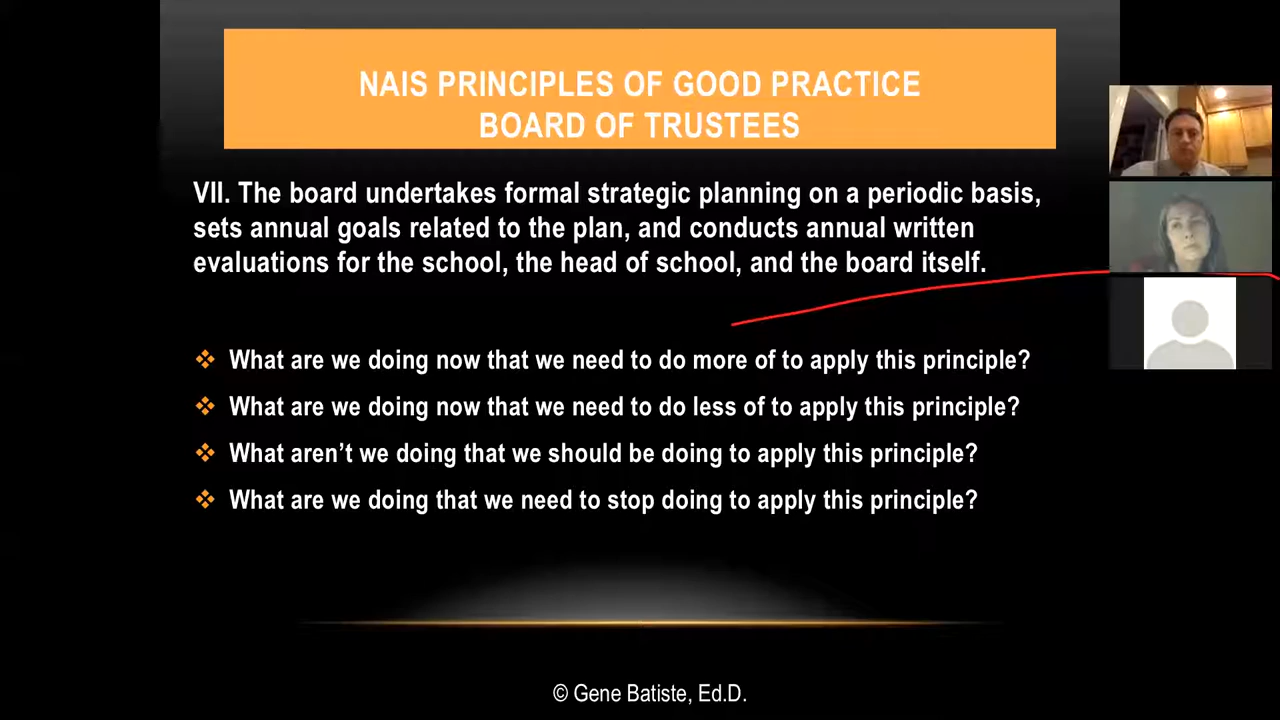 NAIS PRINCIPLES OF GOOD PRACTICE
BOARD OF TRUSTEES
VII. The board undertakes formal strategic planning on a periodic basis,
sets annual goals related to the plan, and conducts annual written
evaluations for the school, the head of school, and the board itself.
❖ What are we doing now that we need to do more of to apply this principle?
❖ What are we doing now that we need to do less of to apply this principle?
❖ What aren’t we doing that we should be doing to apply this principle?
❖ What are we doing that we need to stop doing to apply this principle?
© Gene Batiste, Ed.D.